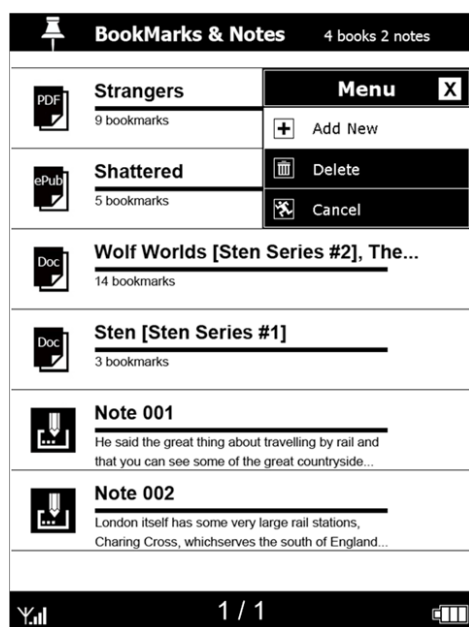 BookMarks & Notes 4 books 2 notes
PDF
Strangers
9 bookmarks
Menu X
Add New
Delete
Cancel
ePub
Shattered
5 bookmarks
Doc
Wolf Worlds [Sten Series #2], The...
14 bookmarks
Doc
Sten [Sten Series #1]
3 bookmarks
Note 001
He said the great thing about travelling by rail and
that you can see some of the great countryside...
Note 002
London itself has some very large rail stations,
Charing Cross, whichserves the south of England...
1 / 1